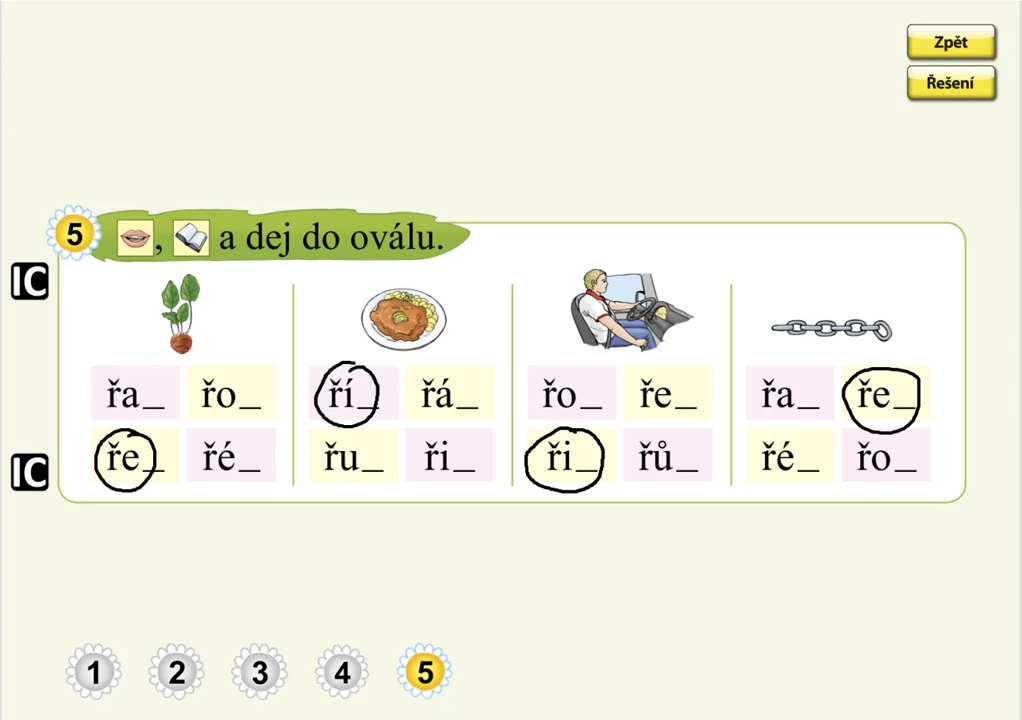 Zpět
Řešení
5 , a dej do oválu.
IC
řa_ řo_ ří_ řá_ řo_ ře_ řa_ ře_
ře_ řé_ řu_ ři_ ři_ řů_ řé_ řo_
IC
1 2 3 4 5